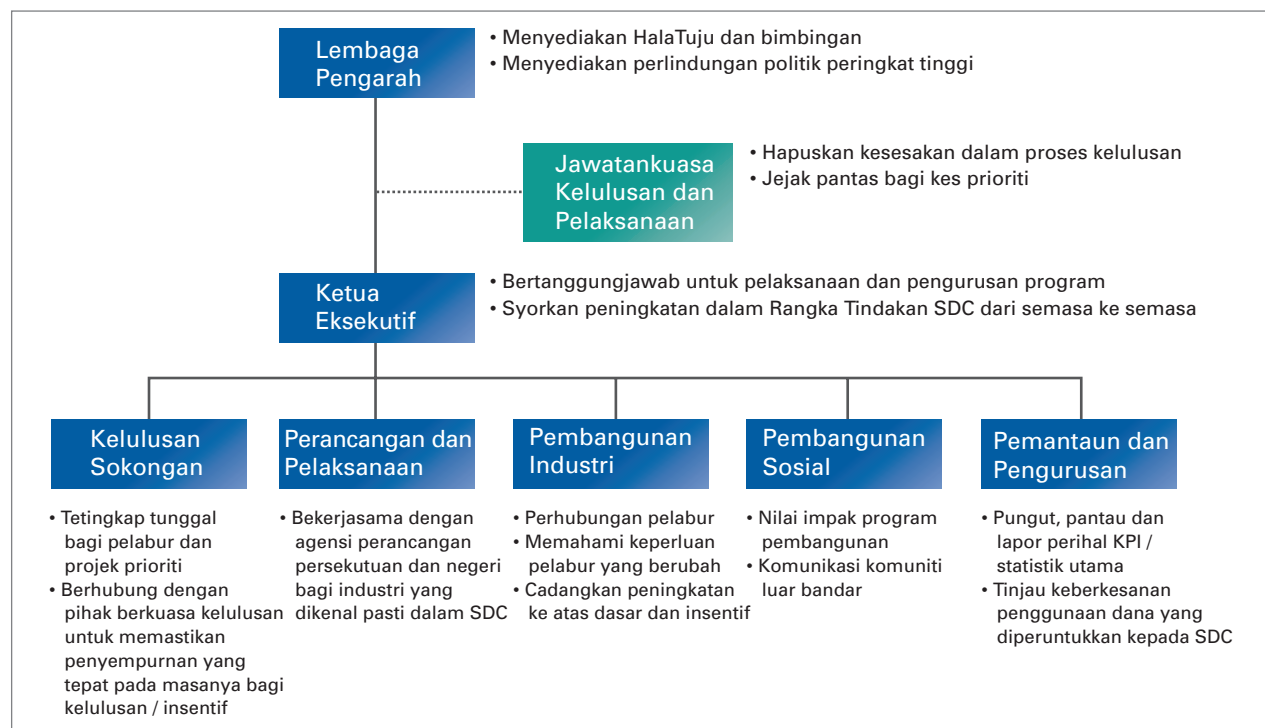 Lembaga
Pengarah
• Menyediakan HalaTuju dan bimbingan
• Menyediakan perlindungan politik peringkat tinggi
Jawatankuasa
Kelulusan dan
Pelaksanaan
• Hapuskan kesesakan dalam proses kelulusan
• Jejak pantas bagi kes prioriti
Ketua
Eksekutif
• Bertanggungjawab untuk pelaksanaan dan pengurusan program
• Syorkan peningkatan dalam Rangka Tindakan SDC dari semasa ke semasa
Kelulusan
Sokongan
• Tetingkap tunggal
bagi pelabur dan
projek prioriti
• Berhubung dengan
pihak berkuasa kelulusan
untuk memastikan
penyempurnan yang
tepat pada masanya bagi
kelulusan / insentif
Perancangan dan
Pelaksanaan
• Bekerjasama dengan
agensi perancangan
persekutuan dan negeri
bagi industri yang
dikenal pasti dalam SDC
Pembangunan
Industri
• Perhubungan pelabur
• Memahami keperluan
pelabur yang berubah
• Cadangkan peningkatan
ke atas dasar dan insentif
Pembangunan
Sosial
• Nilai impak program
pembangunan
• Komunikasi komuniti
luar bandar
Pemantaun dan
Pengurusan
• Pungut, pantau dan
lapor perihal KPI /
statistik utama
• Tinjau keberkesanan
penggunaan dana yang
diperuntukkan kepada SDC